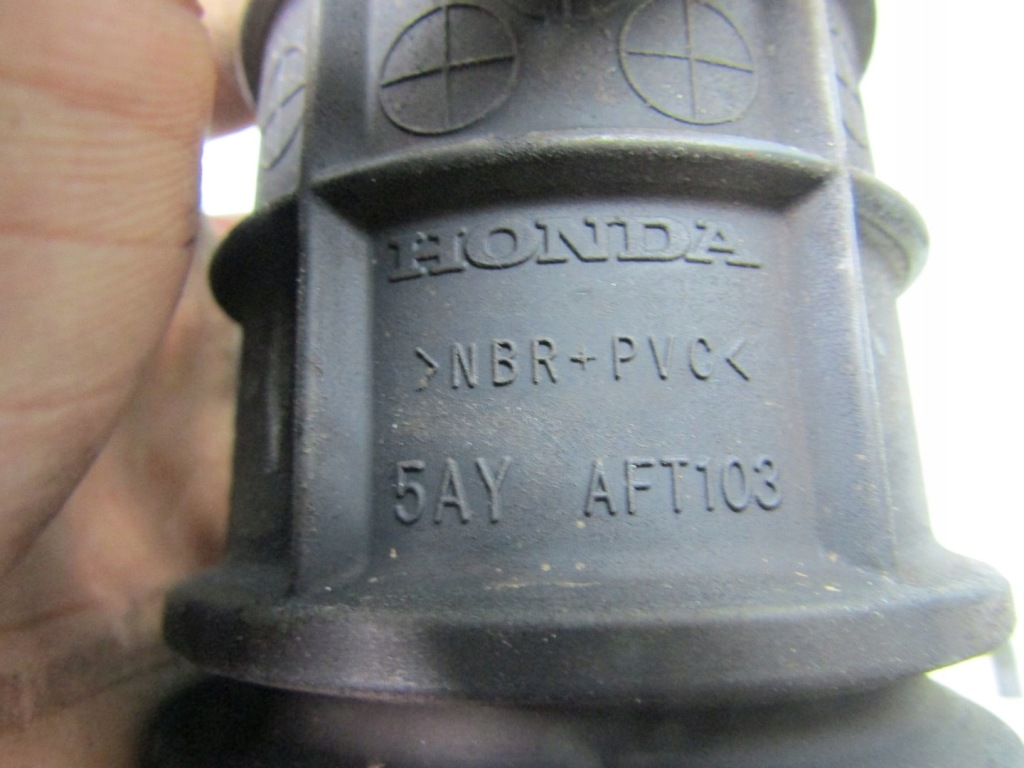 HONDA
>NBR+PVC<
5AY AFT103